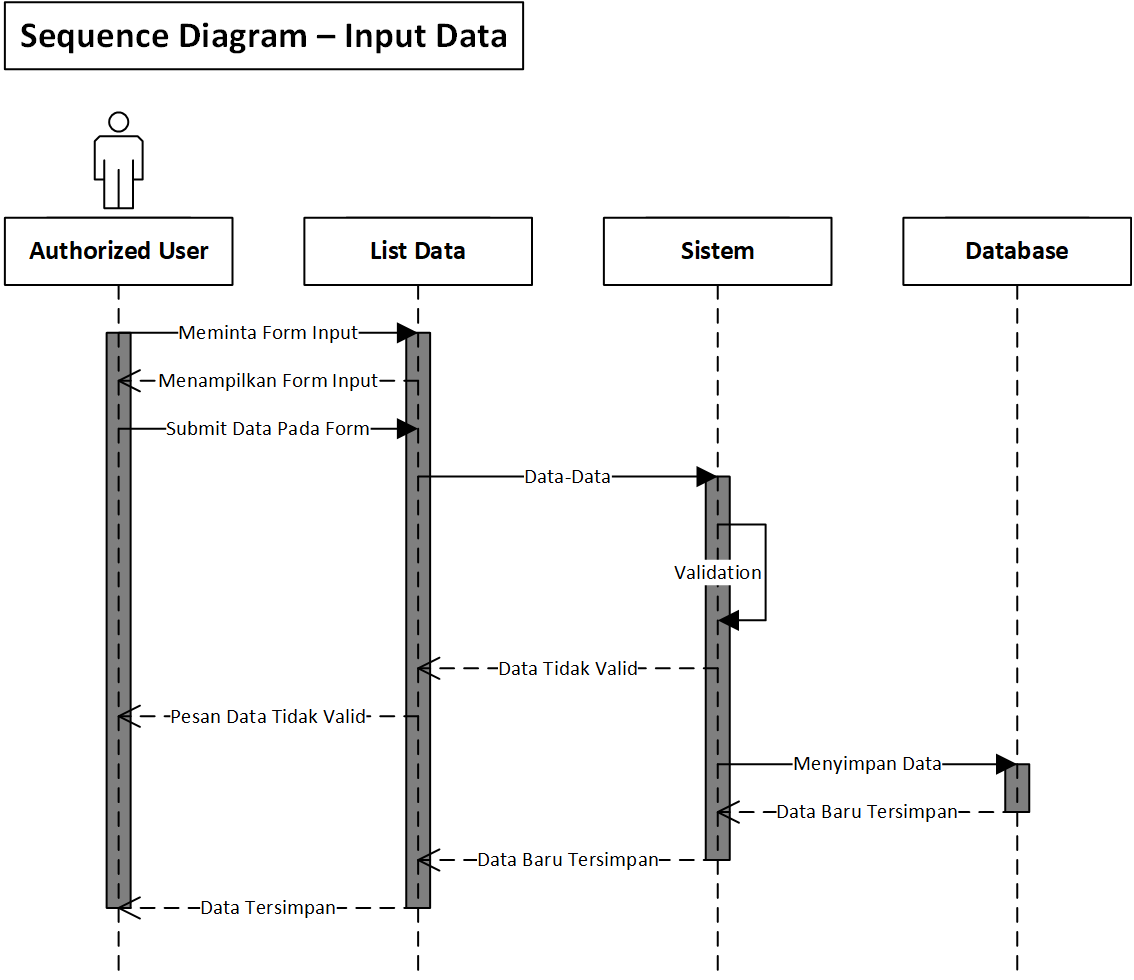 Sequence Diagram – Input Data
Authorized User
List Data
Sistem
Database
Meminta Form Input
Menampilkan Form Input
Submit Data Pada Form
Data-Data
Validation
Data Tidak Valid
Pesan Data Tidak Valid
Menyimpan Data
Data Baru Tersimpan
Data Baru Tersimpan
Data Tersimpan